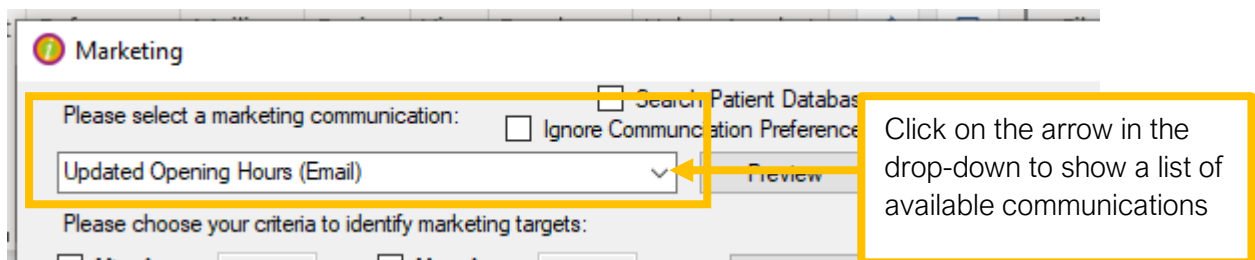 Marketing
Search Patient Databas
Please select a marketing communication:
Ignore Communciation Preference
Updated Opening Hours (Email)
Preview
Click on the arrow in the
drop-down to show a list of
available communications
Please choose your criteria to identify marketing targets: